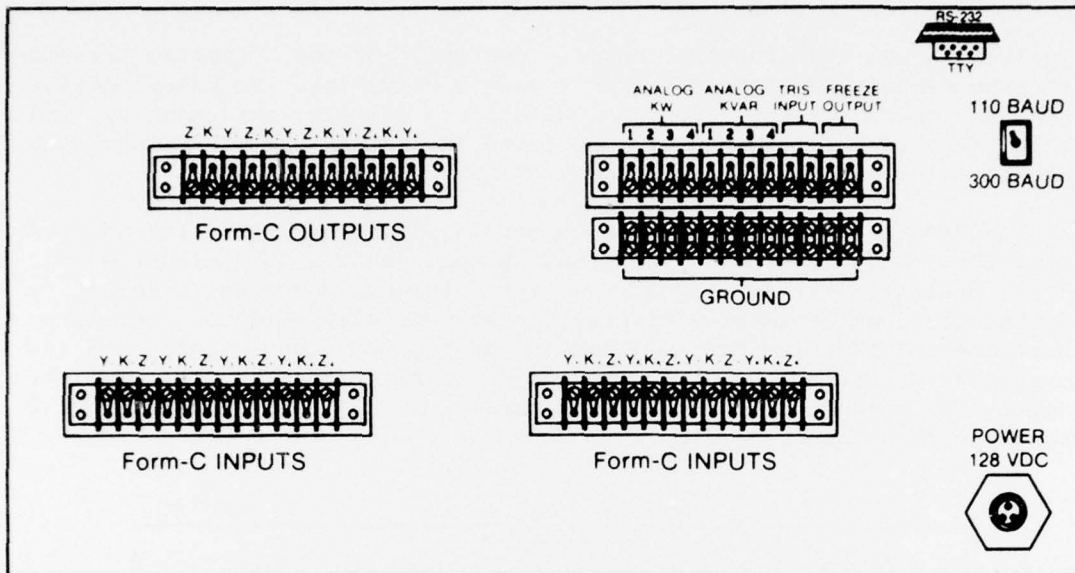 RS-232
TTY
ANALOG KW
ANALOG KVAR
TRIS INPUT
FREEZE OUTPUT
1 2 3 4 1 2 3 4
110 BAUD
300 BAUD
Z K Y Z K Y Z K Y Z K Y
Form-C OUTPUTS
GROUND
Y K Z Y K Z Y K Z Y K Z
Form-C INPUTS
Y K Z Y K Z Y K Z Y K Z
Form-C INPUTS
POWER
128 VDC